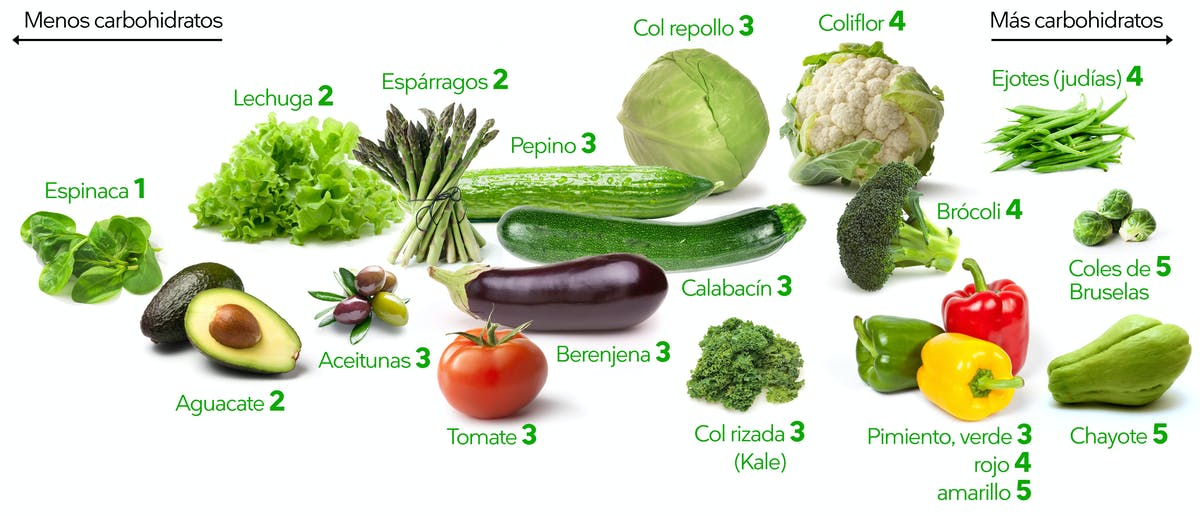 Menos carbohidratos
Más carbohidratos
Col repollo 3
Coliflor 4
Ejotes (judías) 4
Lechuga 2
Espárragos 2
Pepino 3
Espinaca 1
Brócoli 4
Coles de 5
Bruselas
Calabacín 3
Aceitunas 3
Berenjena 3
Aguacate 2
Tomate 3
Col rizada 3
(Kale)
Pimiento, verde 3
rojo 4
amarillo 5
Chayote 5